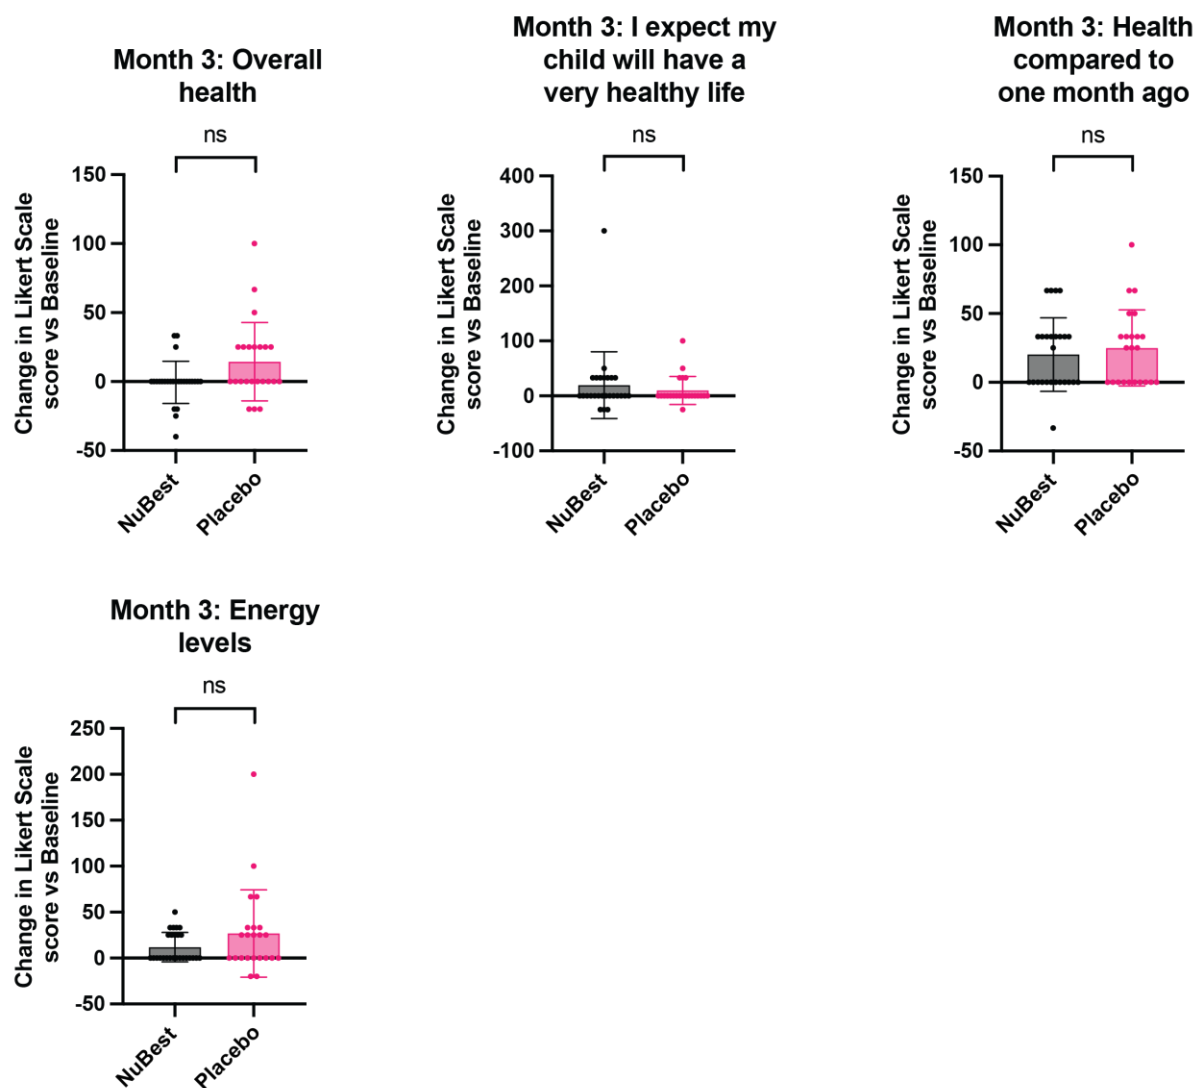 Month 3: Overall
health
ns
150
100
50
0
-50
Change in Likert Scale
score vs Baseline
NuBest
Placebo
Month 3: I expect my
child will have a
very healthy life
ns
400
300
200
100
0
-100
Change in Likert Scale
score vs Baseline
NuBest
Placebo
Month 3: Health
compared to
one month ago
ns
150
100
50
0
-50
Change in Likert Scale
score vs Baseline
NuBest
Placebo
Month 3: Energy
levels
ns
250
200
150
100
50
0
-50
Change in Likert Scale
score vs Baseline
NuBest
Placebo